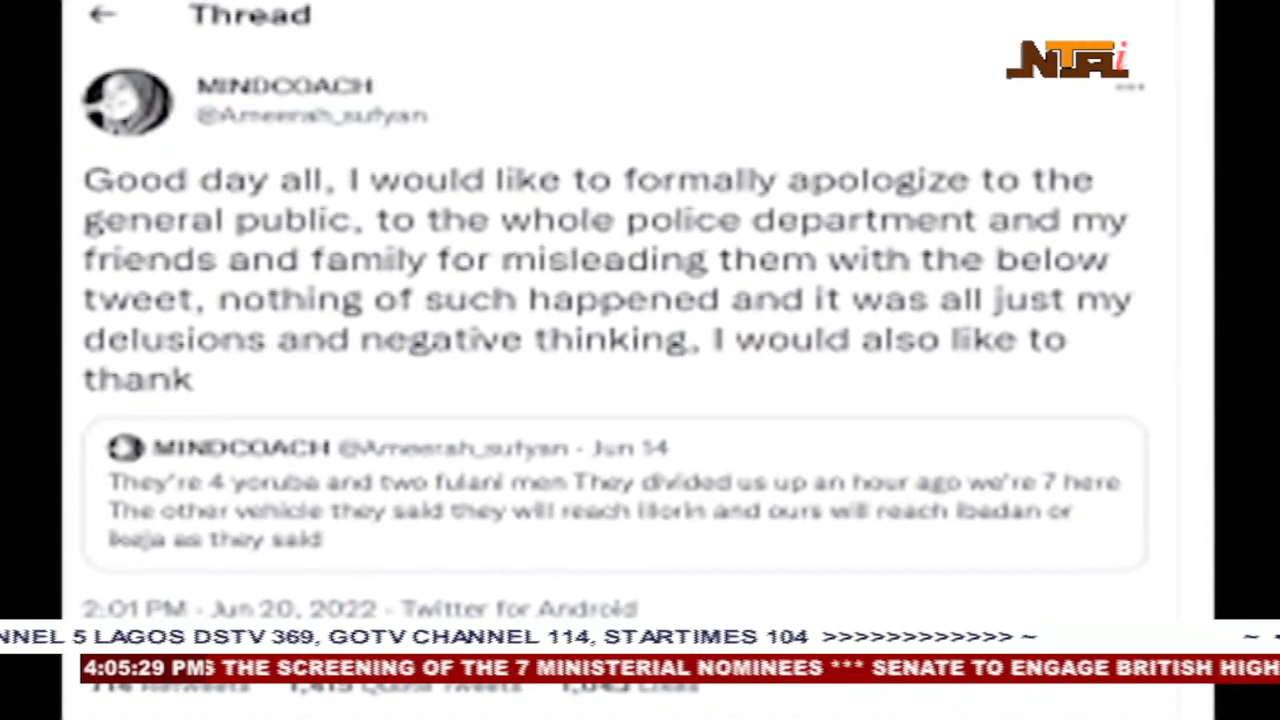 Thread
NTAi
MINDCOACH
@Ameerah_sufyan
Good day all, I would like to formally apologize to the
general public, to the whole police department and my
friends and family for misleading them with the below
tweet, nothing of such happened and it was all just my
delusions and negative thinking, I would also like to
thank
MINDCOACH @Ameerah_sufyan · Jun 14
They're 4 yoruba and two fulani men They divided us up an hour ago we're 7 here
The other vehicle they said they will reach Illorin and ours will reach Ibadan or
Ikeja as they said
2:01 PM · Jun 20, 2022 · Twitter for Android
NNEL 5 LAGOS DSTV 369, GOTV CHANNEL 114, STARTIMES 104 >>>>>>>>>>>> ~ ~
4:05:29 PM S THE SCREENING OF THE 7 MINISTERIAL NOMINEES *** SENATE TO ENGAGE BRITISH HIGH
Retweets Quote Tweets Likes